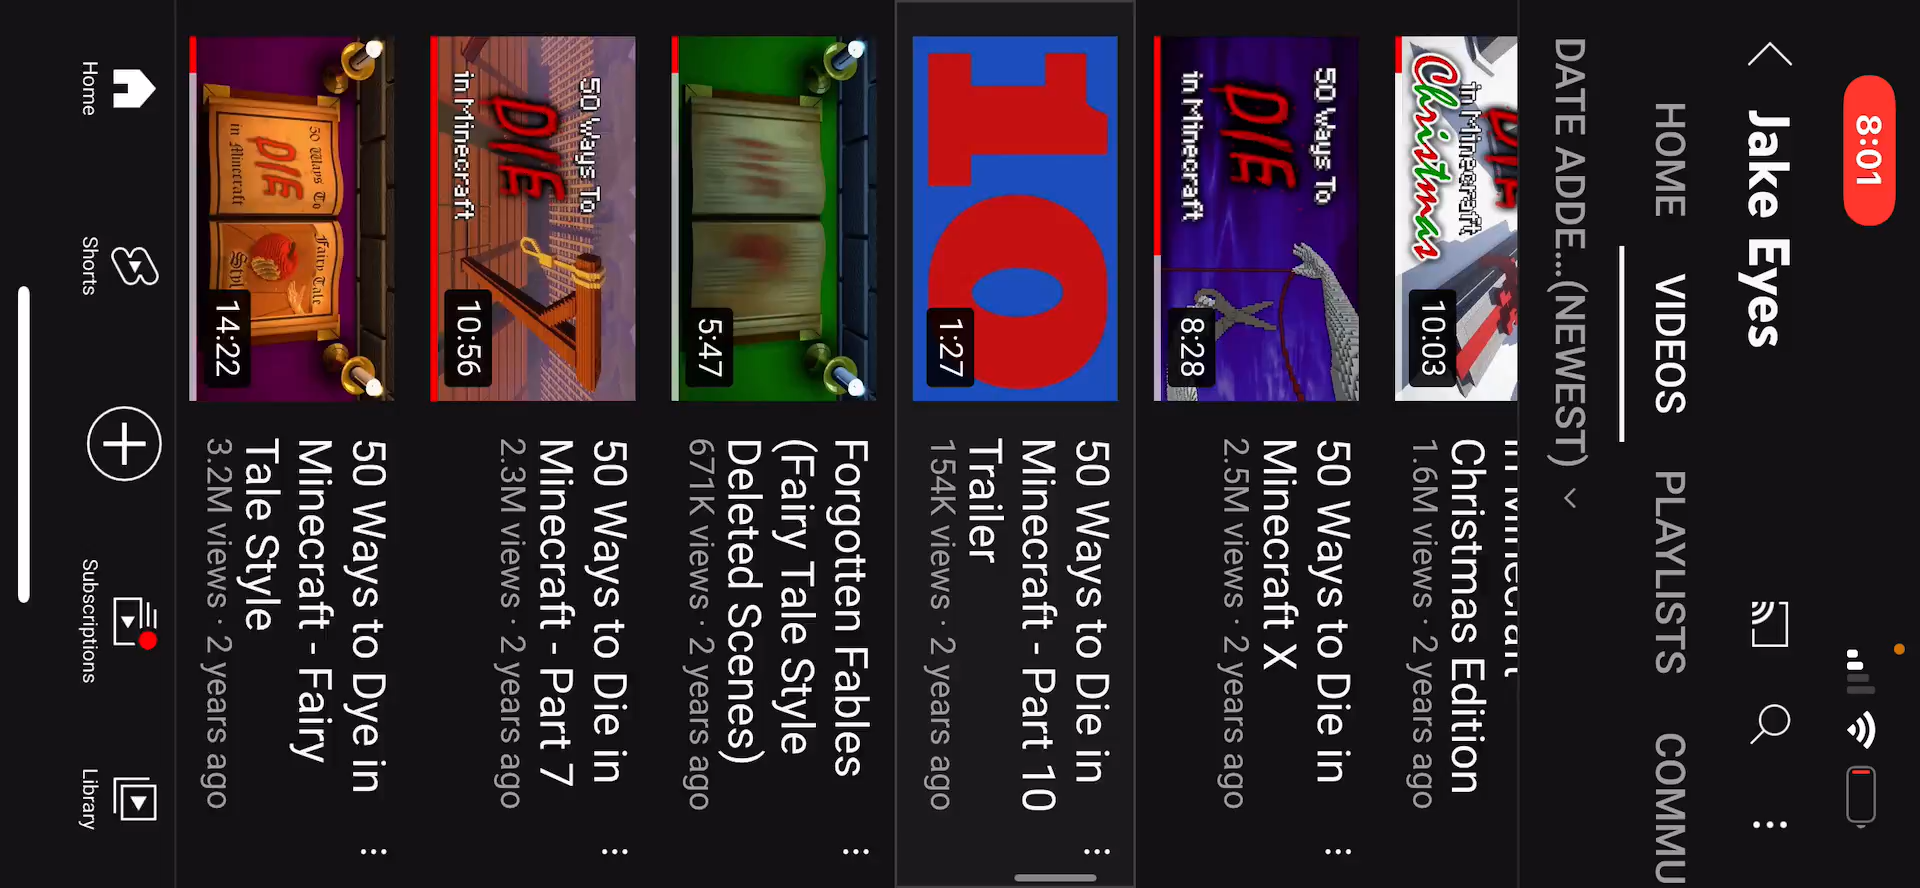 8:01
Jake Eyes
HOME VIDEOS PLAYLISTS COMMU
DATE ADDE...(NEWEST)
in Minecraft
Christmas
10:03
in Minecraft
Christmas Edition
1.6M views · 2 years ago
50 Ways To
DIE
in Minecraft
8:28
50 Ways to Die in
Minecraft X
2.5M views · 2 years ago
10
1:27
50 Ways to Die in
Minecraft - Part 10
Trailer
154K views · 2 years ago
5:47
Forgotten Fables
(Fairy Tale Style
Deleted Scenes)
671K views · 2 years ago
50 Ways To
DIE
in Minecraft
10:56
50 Ways to Die in
Minecraft - Part 7
2.3M views · 2 years ago
50 Ways To
DIE
in Minecraft
Fairy Tale
Style
14:22
50 Ways to Dye in
Minecraft - Fairy
Tale Style
3.2M views · 2 years ago
Home Shorts Subscriptions Library